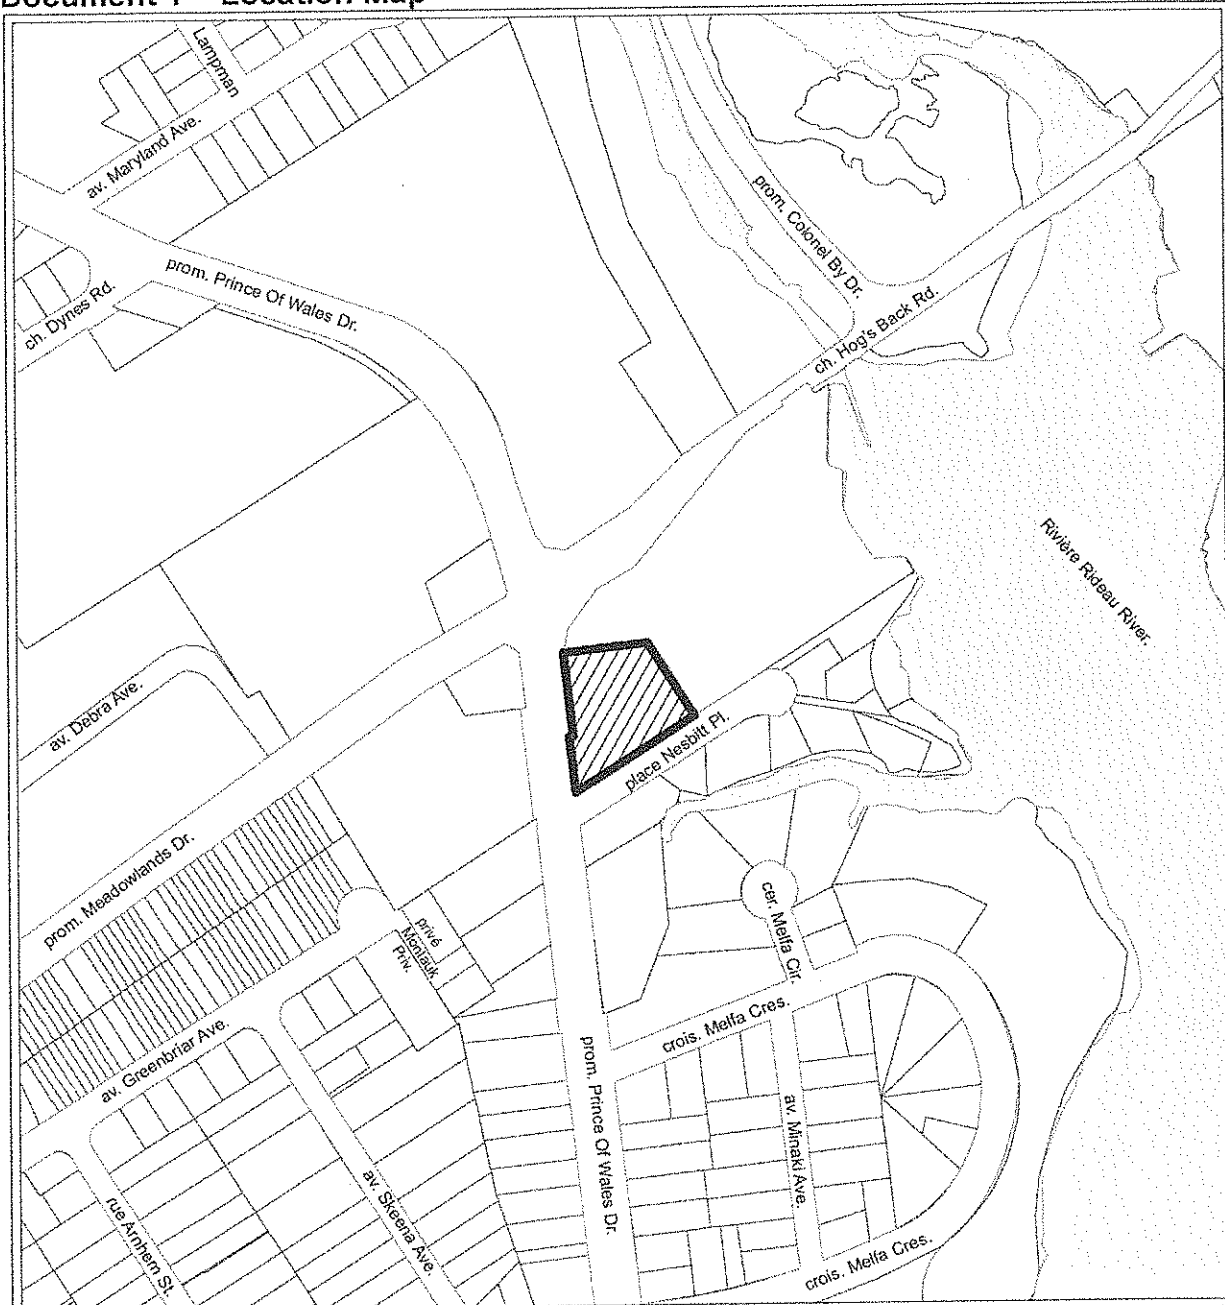 Document 1 – Location Map
Lampman
av. Maryland Ave.
prom. Colonel By Dr.
prom. Prince Of Wales Dr.
ch. Dynes Rd.
ch. Hog's Back Rd.
Rivière Rideau River.
av. Debra Ave.
place Nesbitt Pl.
prom. Meadowlands Dr.
privé
Montauk
Priv.
cer. Melfa Cir.
crois. Melfa Cres.
av. Greenbriar Ave.
prom. Prince Of Wales Dr.
av. Minaki Ave.
av. Skeena Ave.
rue Arnhem St.
crois. Melfa Cres.